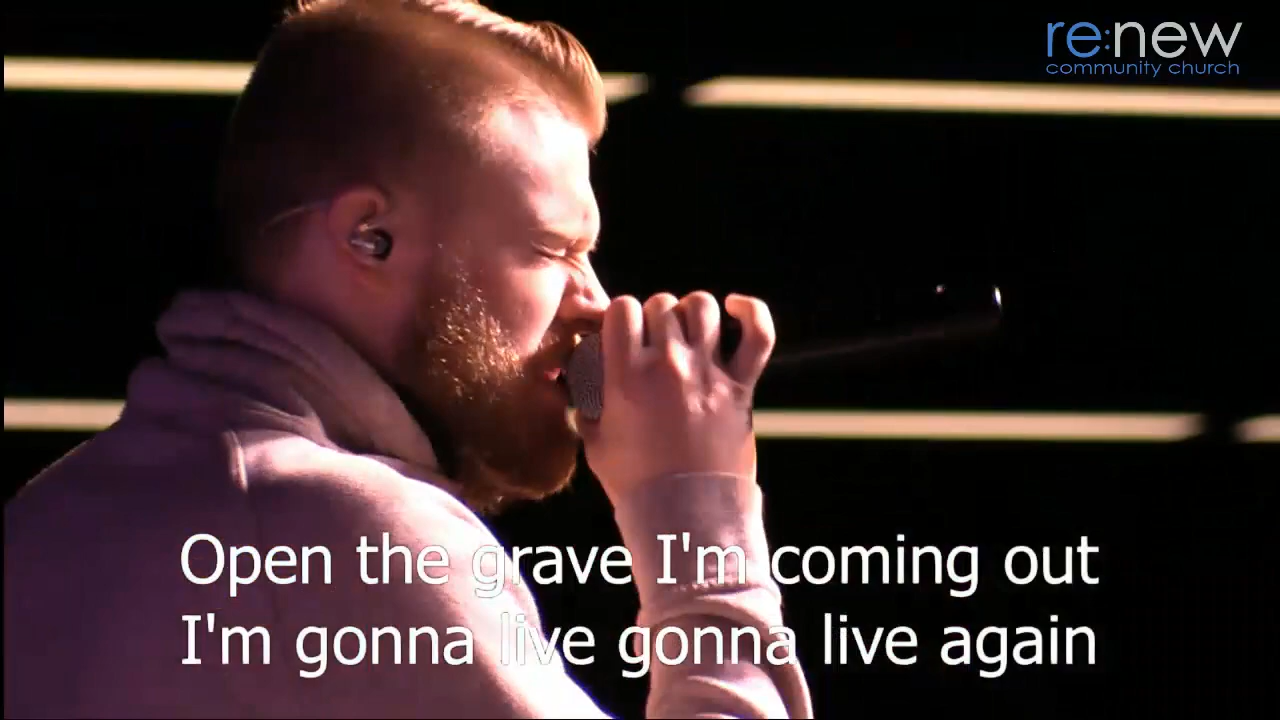 re:new
community church
Open the grave I'm coming out
I'm gonna live gonna live again